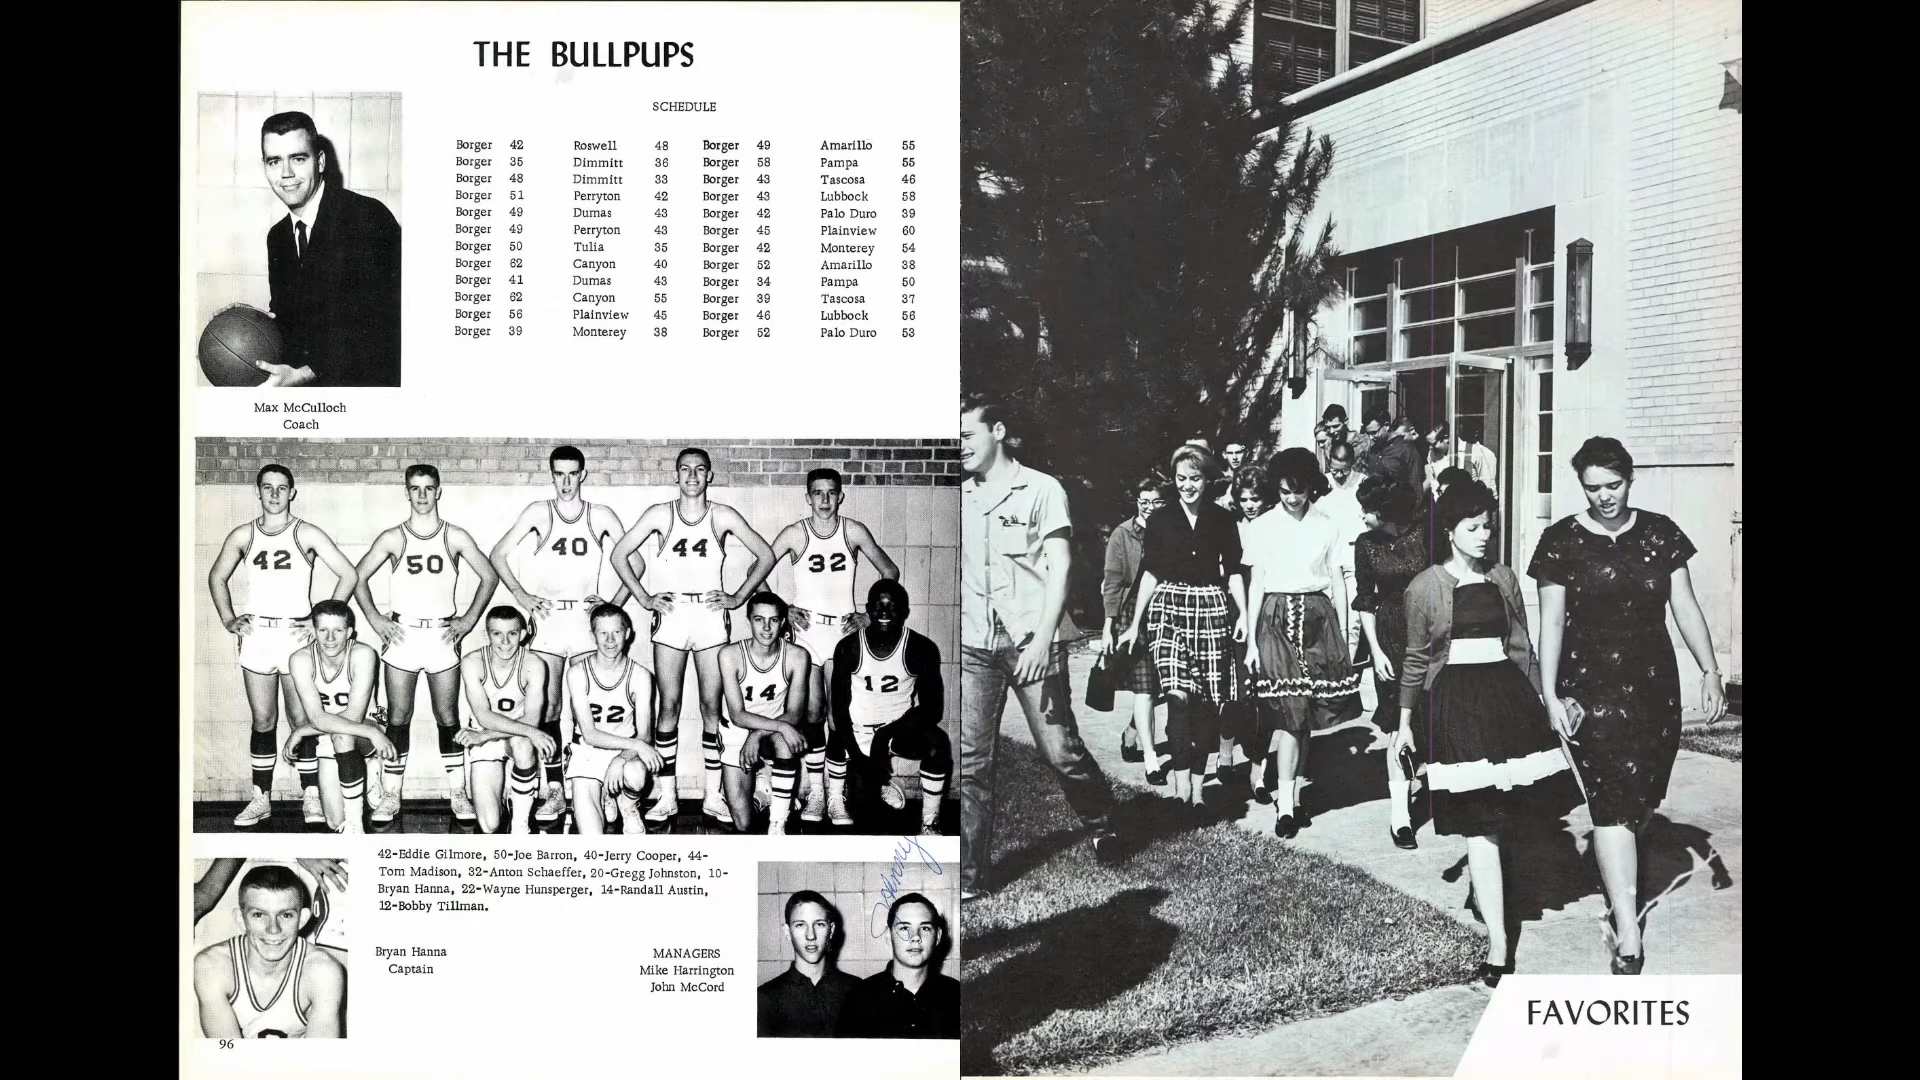 THE BULLPUPS
SCHEDULE
Borger 42 Roswell 48 Borger 49 Amarillo 55
Borger 35 Dimmitt 36 Borger 58 Pampa 55
Borger 48 Dimmitt 33 Borger 43 Tascosa 46
Borger 51 Perryton 42 Borger 43 Lubbock 58
Borger 49 Dumas 43 Borger 42 Palo Duro 39
Borger 49 Perryton 43 Borger 45 Plainview 60
Borger 50 Tulia 35 Borger 42 Monterey 54
Borger 62 Canyon 40 Borger 52 Amarillo 38
Borger 41 Dumas 43 Borger 34 Pampa 50
Borger 62 Canyon 55 Borger 39 Tascosa 37
Borger 56 Plainview 45 Borger 46 Lubbock 56
Borger 39 Monterey 38 Borger 52 Palo Duro 53
Max McCulloch
Coach
42 50 40 44 32
20 0 22 14 12
42-Eddie Gilmore, 50-Joe Barron, 40-Jerry Cooper, 44-
Tom Madison, 32-Anton Schaeffer, 20-Gregg Johnston, 10-
Bryan Hanna, 22-Wayne Hunsperger, 14-Randall Austin,
12-Bobby Tillman.
Bryan Hanna
Captain
MANAGERS
Mike Harrington
John McCord
96
FAVORITES